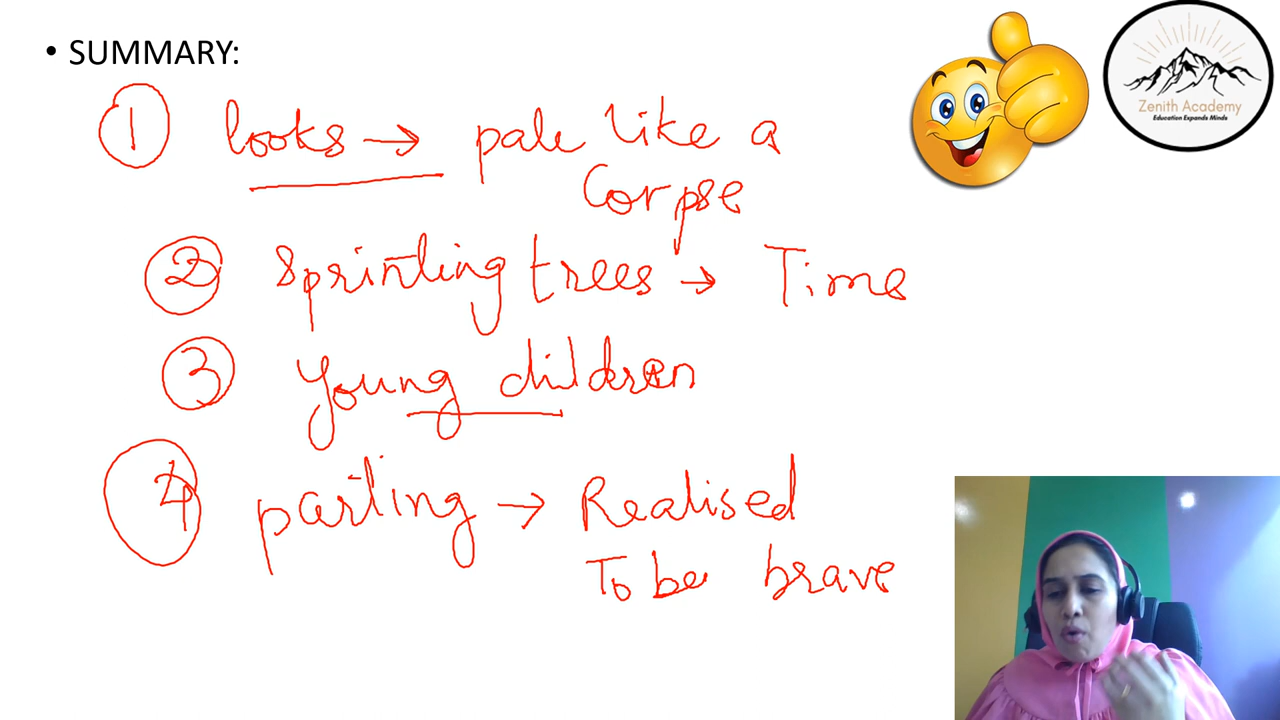 • SUMMARY:
Zenith Academy
Education Expands Minds
1 looks → pale like a
Corpse
2 Sprinting trees → Time
3 Young children
4 parting → Realised
To be brave